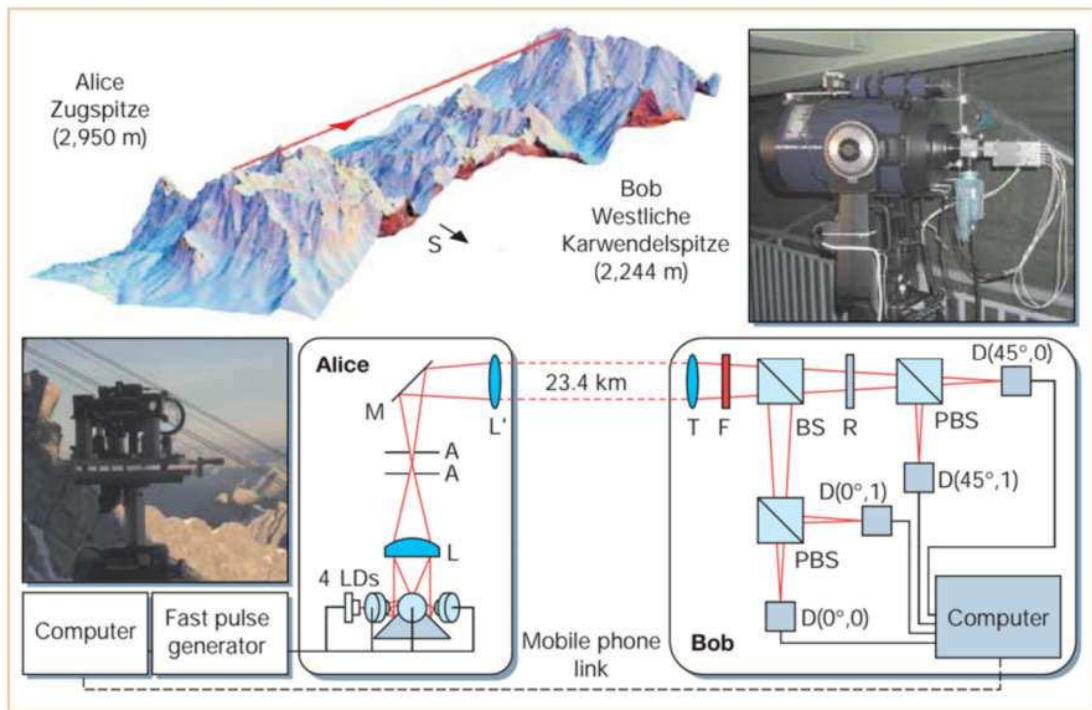 Alice
Zugspitze
(2,950 m)
S
Bob
Westliche
Karwendelspitze
(2,244 m)
Alice
M
L'
A
A
L
4 LDs
Computer
Fast pulse
generator
23.4 km
Mobile phone
link
T
F
BS
R
PBS
D(45°,0)
D(45°,1)
D(0°,1)
PBS
D(0°,0)
Bob
Computer